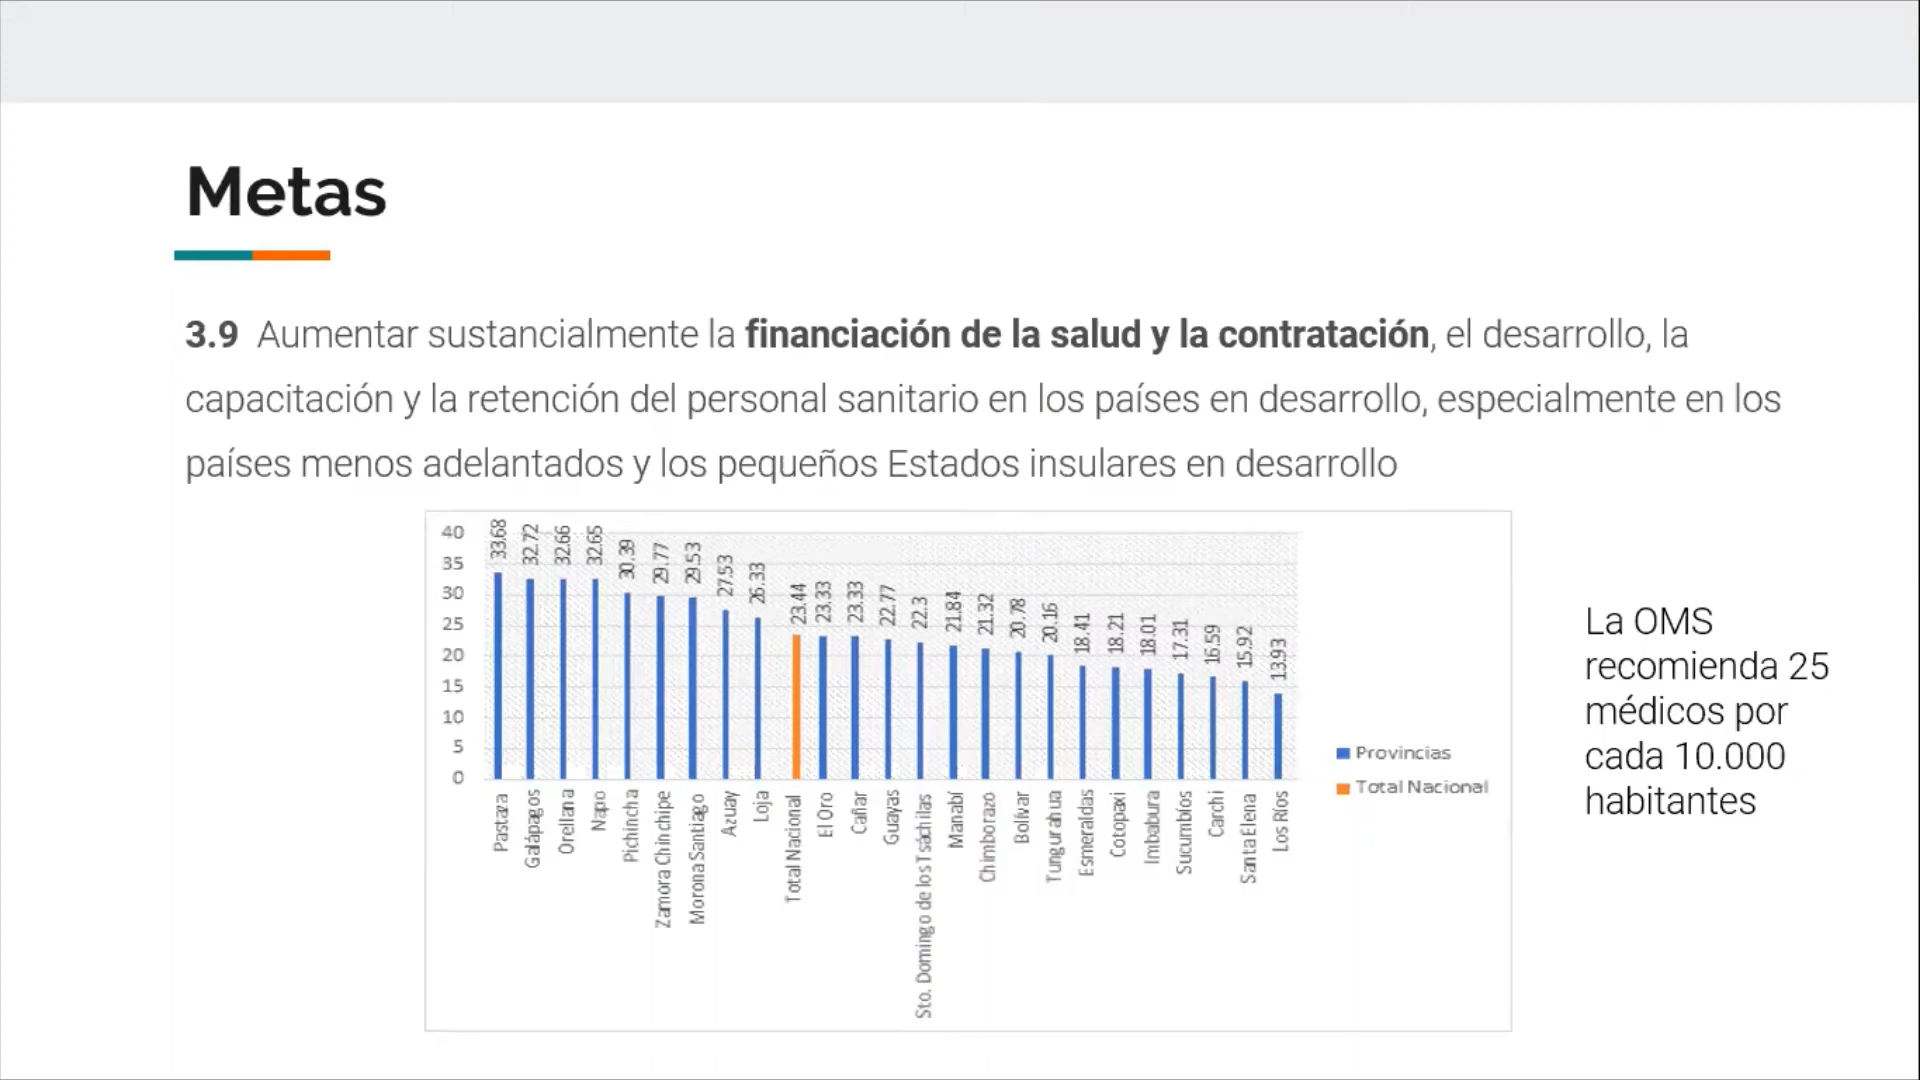 Metas
3.9 Aumentar sustancialmente la financiación de la salud y la contratación, el desarrollo, la
capacitación y la retención del personal sanitario en los países en desarrollo, especialmente en los
países menos adelantados y los pequeños Estados insulares en desarrollo
40
35
30
25
20
15
10
5
0
33.68
32.72
32.66
32.65
30.39
29.77
29.53
27.53
26.33
23.44
23.33
23.33
22.77
22.3
21.84
21.32
20.78
20.16
18.41
18.21
18.01
17.31
16.59
15.92
13.93
Pastaza
Galápagos
Orellana
Napo
Pichincha
Zamora Chinchipe
Morona Santiago
Azuay
Loja
Total Nacional
El Oro
Cañar
Guayas
Sto. Domingo de los Tsáchilas
Manabí
Chimborazo
Bolívar
Tungurahua
Esmeraldas
Cotopaxi
Imbabura
Sucumbíos
Carchi
Santa Elena
Los Ríos
Provincias
Total Nacional
La OMS
recomienda 25
médicos por
cada 10.000
habitantes